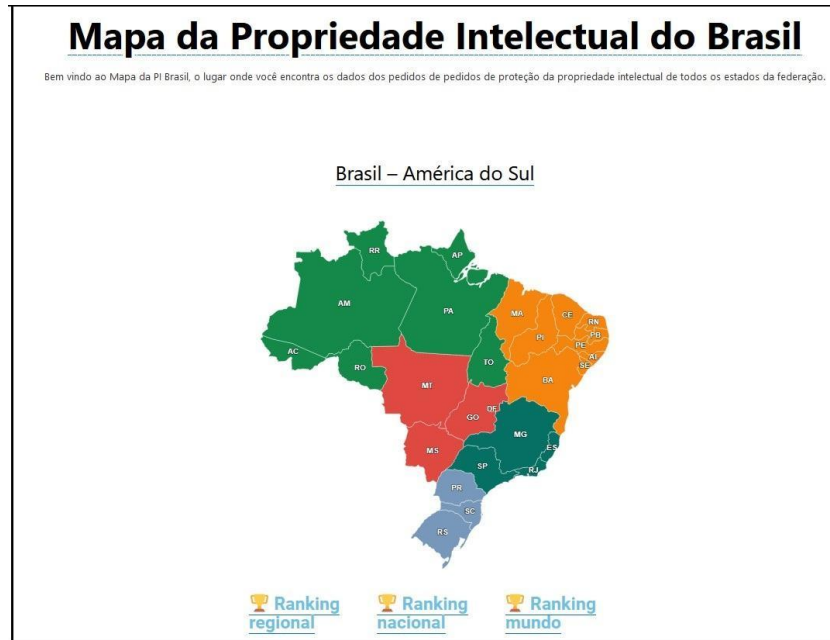 Mapa da Propriedade Intelectual do Brasil
Bem vindo ao Mapa da PI Brasil, o lugar onde você encontra os dados dos pedidos de pedidos de proteção da propriedade intelectual de todos os estados da federação.
Brasil – América do Sul
RR
AP
AM
PA
MA
CE
RN
PI
PB
PE
AC
RO
TO
AL
SE
MT
BA
GO
DF
MG
ES
MS
SP
RJ
PR
SC
RS
Ranking
regional
Ranking
nacional
Ranking
mundo